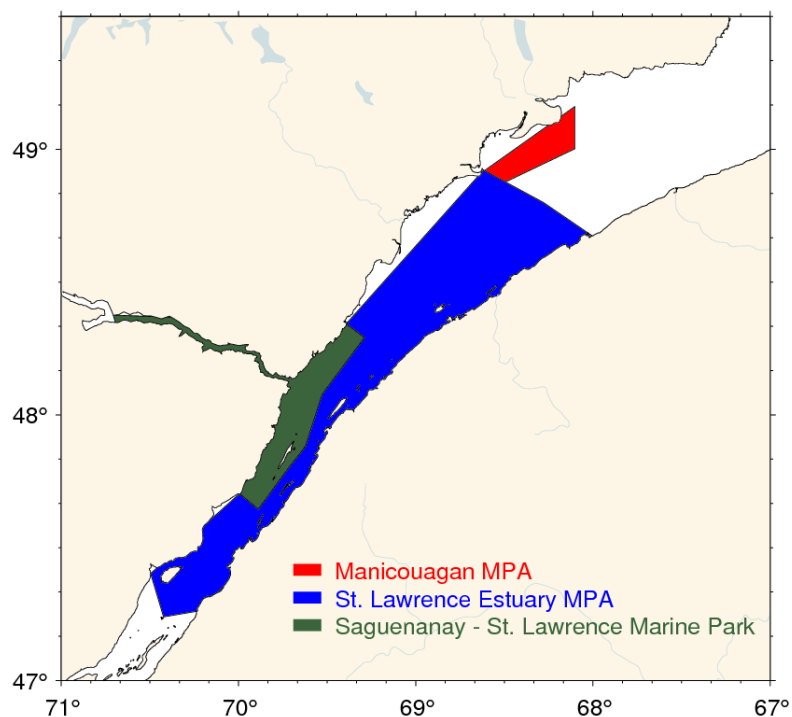 49°
48°
Manicouagan MPA
St. Lawrence Estuary MPA
Saguenanay - St. Lawrence Marine Park
47°
71°
70°
69°
68°
67°